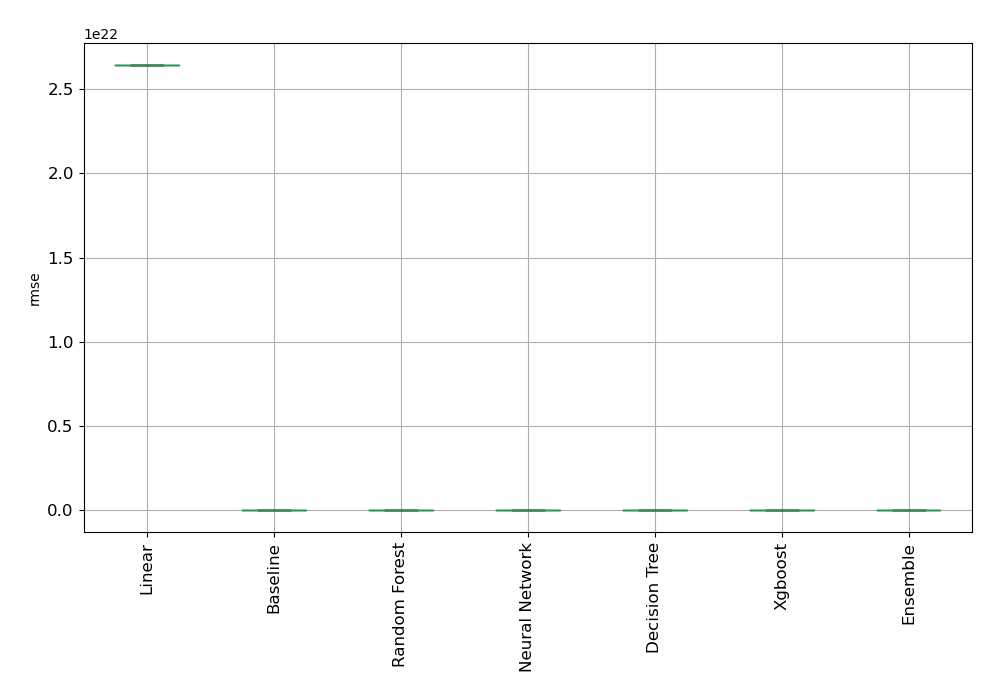 1e22
2.5
2.0
1.5
1.0
0.5
0.0
rmse
Linear
Baseline
Random Forest
Neural Network
Decision Tree
Xgboost
Ensemble